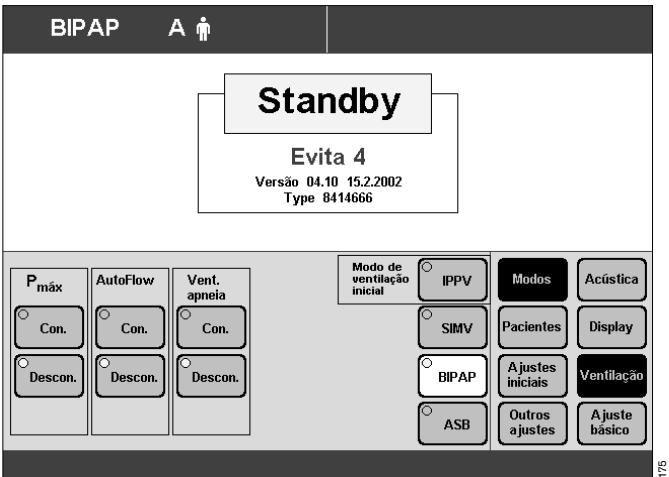 BIPAP A
Standby
Evita 4
Versão 04.10 15.2.2002
Type 8414666
Pmáx
AutoFlow
Vent.
apneia
Con.
Con.
Con.
Descon.
Descon.
Descon.
Modo de
ventilação
inicial
IPPV
SIMV
BIPAP
ASB
Modos
Acústica
Pacientes
Display
Ajustes
iniciais
Ventilação
Outros
ajustes
Ajuste
básico
175